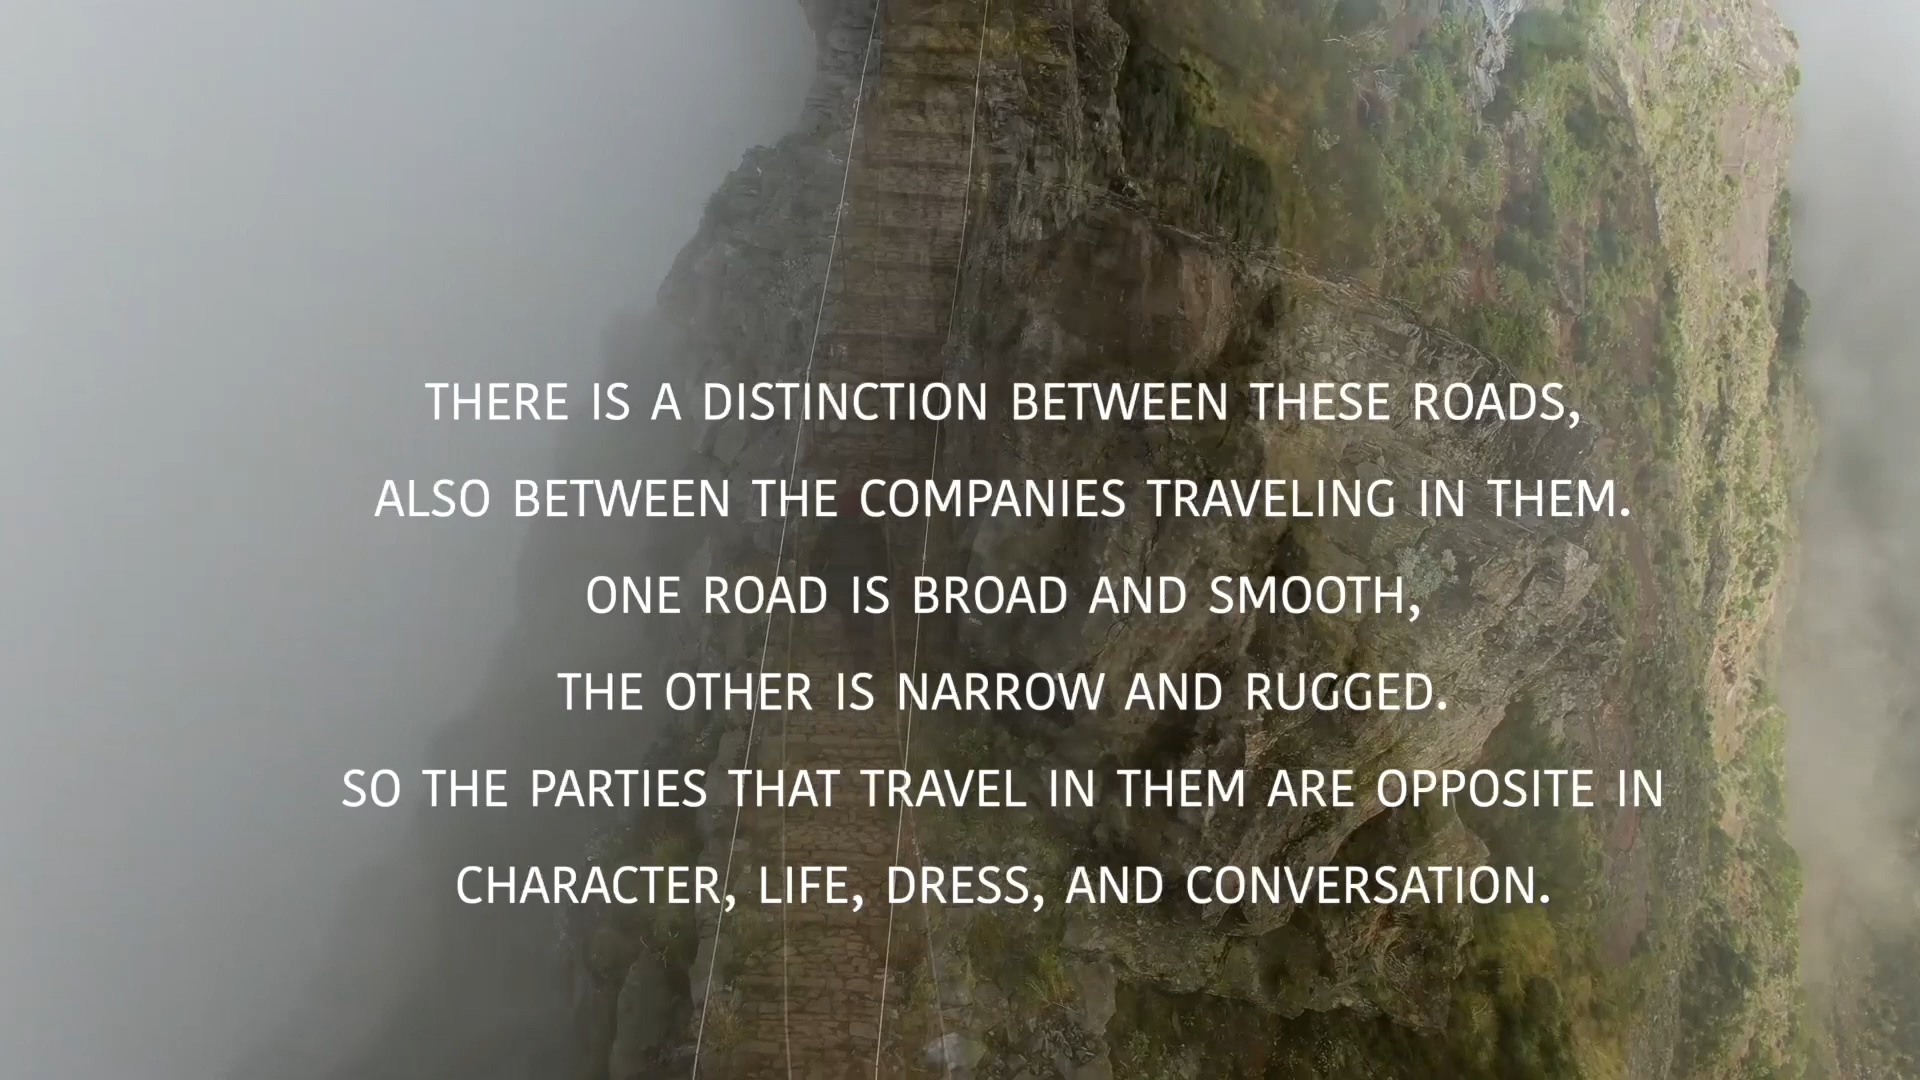 THERE IS A DISTINCTION BETWEEN THESE ROADS,
ALSO BETWEEN THE COMPANIES TRAVELING IN THEM.
ONE ROAD IS BROAD AND SMOOTH,
THE OTHER IS NARROW AND RUGGED.
SO THE PARTIES THAT TRAVEL IN THEM ARE OPPOSITE IN
CHARACTER, LIFE, DRESS, AND CONVERSATION.